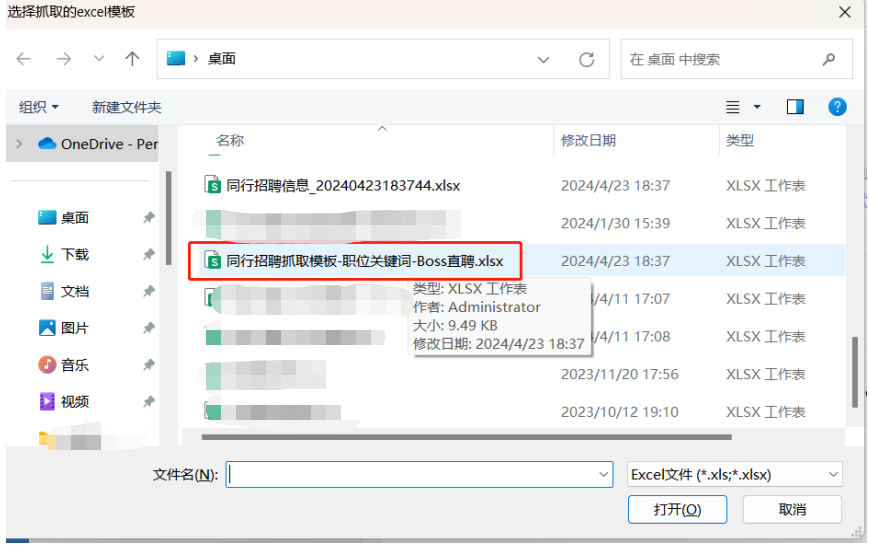 选择抓取的excel模板
桌面
在 桌面 中搜索
组织
新建文件夹
名称
修改日期
类型
OneDrive - Per
同行招聘信息_20240423183744.xlsx
2024/4/23 18:37
XLSX 工作表
桌面
2024/1/30 15:39
XLSX 工作表
下载
同行招聘抓取模板-职位关键词-Boss直聘.xlsx
2024/4/23 18:37
XLSX 工作表
文档
类型: XLSX 工作表
作者: Administrator
大小: 9.49 KB
修改日期: 2024/4/23 18:37
/4/11 17:07
XLSX 工作表
图片
/4/11 17:08
XLSX 工作表
音乐
2023/11/20 17:56
XLSX 工作表
视频
2023/10/12 19:10
XLSX 工作表
文件名(N):
Excel文件 (*.xls;*.xlsx)
打开(O)
取消